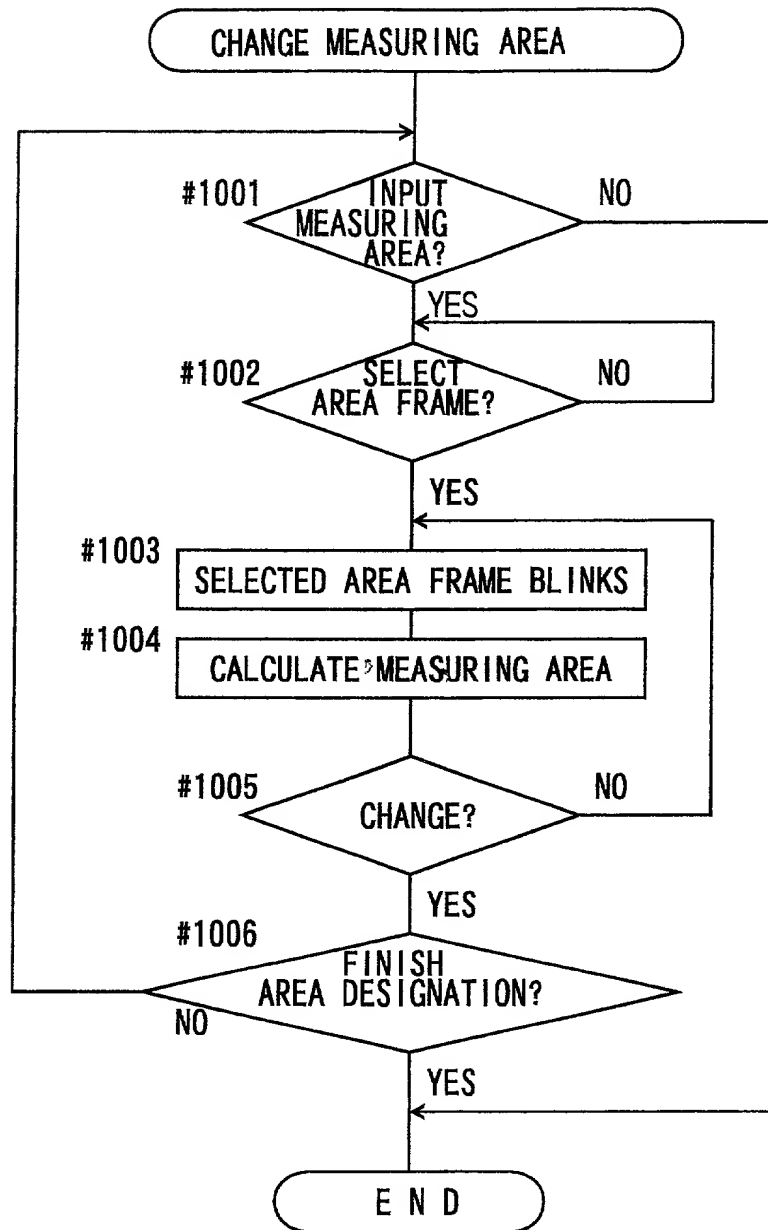 CHANGE MEASURING AREA
#1001
INPUT
MEASURING
AREA?
NO
YES
#1002
SELECT
AREA FRAME?
NO
YES
#1003
SELECTED AREA FRAME BLINKS
#1004
CALCULATE MEASURING AREA
#1005
CHANGE?
NO
YES
#1006
FINISH
AREA DESIGNATION?
NO
YES
END